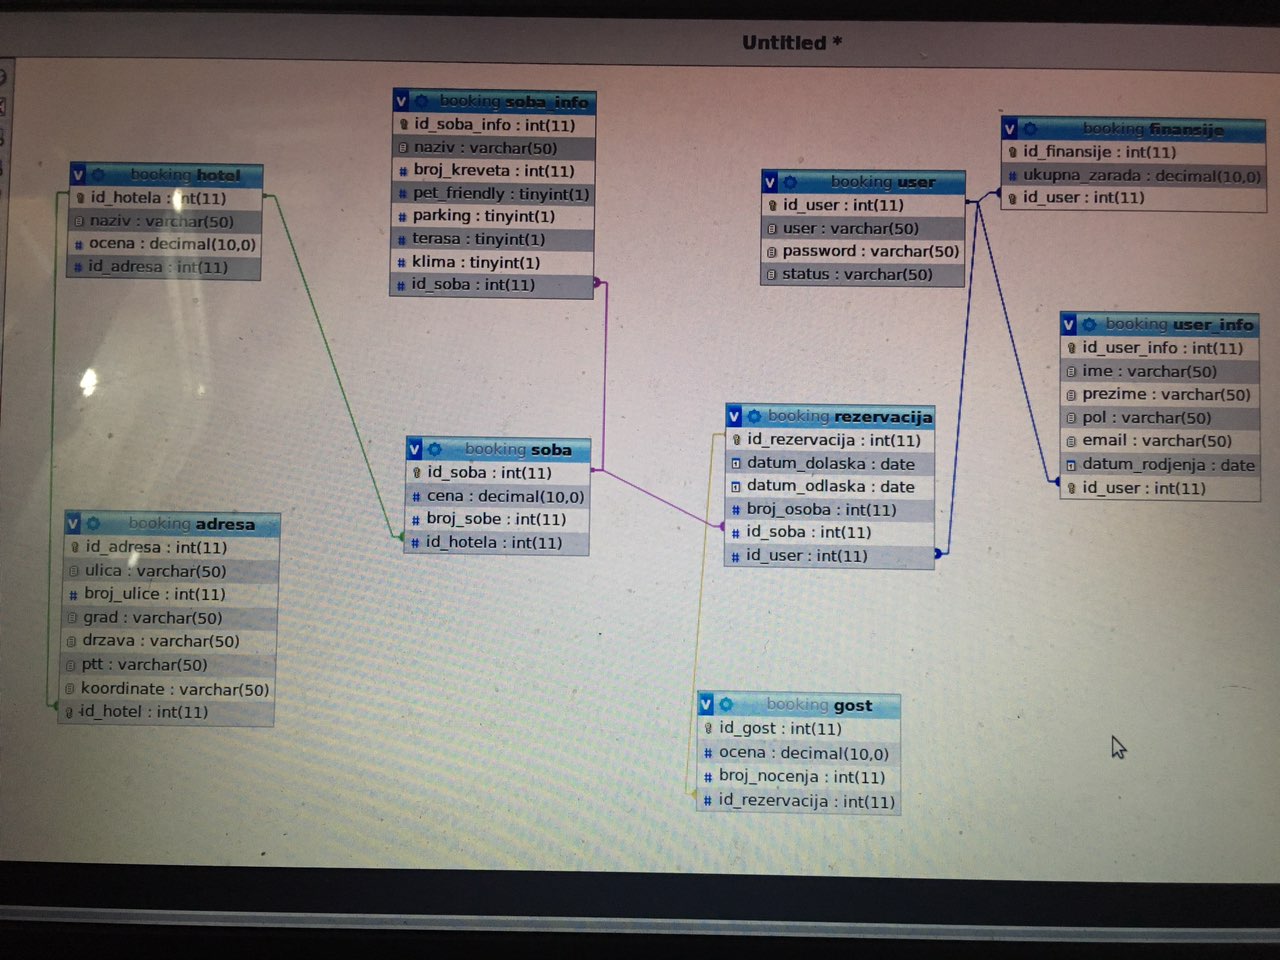 Untitled *
booking hotel
id_hotela : int(11)
naziv : varchar(50)
ocena : decimal(10,0)
id_adresa : int(11)
booking adresa
id_adresa : int(11)
ulica : varchar(50)
broj_ulice : int(11)
grad : varchar(50)
drzava : varchar(50)
ptt : varchar(50)
koordinate : varchar(50)
id_hotel : int(11)
booking soba_info
id_soba_info : int(11)
naziv : varchar(50)
broj_kreveta : int(11)
pet_friendly : tinyint(1)
parking : tinyint(1)
terasa : tinyint(1)
klima : tinyint(1)
id_soba : int(11)
booking soba
id_soba : int(11)
cena : decimal(10,0)
broj_sobe : int(11)
id_hotela : int(11)
booking user
id_user : int(11)
user : varchar(50)
password : varchar(50)
status : varchar(50)
booking rezervacija
id_rezervacija : int(11)
datum_dolaska : date
datum_odlaska : date
broj_osoba : int(11)
id_soba : int(11)
id_user : int(11)
booking gost
id_gost : int(11)
ocena : decimal(10,0)
broj_nocenja : int(11)
id_rezervacija : int(11)
booking finansije
id_finansije : int(11)
ukupna_zarada : decimal(10,0)
id_user : int(11)
booking user_info
id_user_info : int(11)
ime : varchar(50)
prezime : varchar(50)
pol : varchar(50)
email : varchar(50)
datum_rodjenja : date
id_user : int(11)